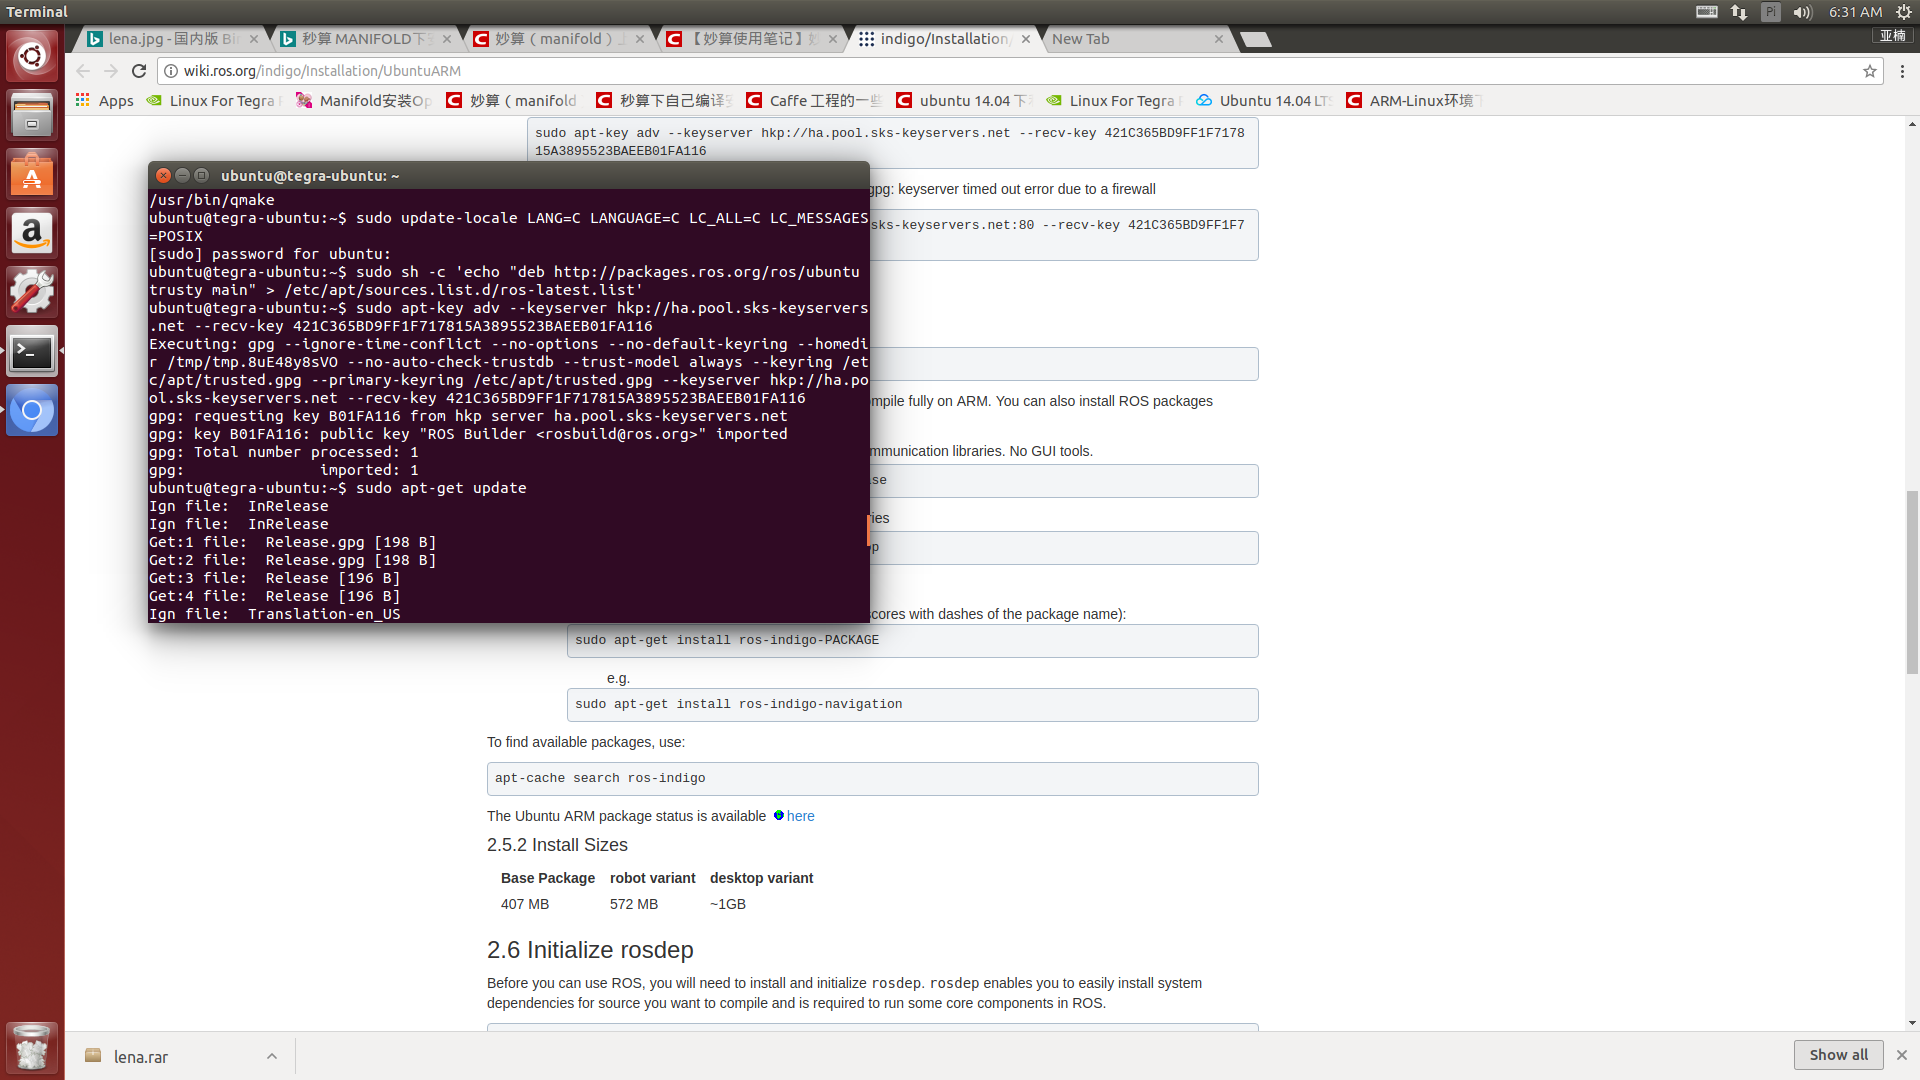 Terminal
Pi
6:31 AM
lena.jpg - 国内版 Bi
秒算 MANIFOLD下
妙算（manifold）
【妙算使用笔记】
indigo/Installation
New Tab
亚楠
wiki.ros.org/indigo/Installation/UbuntuARM
Apps
Linux For Tegra
Manifold安装Op
妙算（manifold
秒算下自己编译
Caffe 工程的一些
ubuntu 14.04 下
Linux For Tegra
Ubuntu 14.04 LTS
ARM-Linux环境
sudo apt-key adv --keyserver hkp://ha.pool.sks-keyservers.net --recv-key 421C365BD9FF1F7178
15A3895523BAEEB01FA116
gpg: keyserver timed out error due to a firewall
sks-keyservers.net:80 --recv-key 421C365BD9FF1F7
ubuntu@tegra-ubuntu: ~
/usr/bin/qmake
ubuntu@tegra-ubuntu:~$ sudo update-locale LANG=C LANGUAGE=C LC_ALL=C LC_MESSAGES
=POSIX
[sudo] password for ubuntu:
ubuntu@tegra-ubuntu:~$ sudo sh -c 'echo "deb http://packages.ros.org/ros/ubuntu
trusty main" > /etc/apt/sources.list.d/ros-latest.list'
ubuntu@tegra-ubuntu:~$ sudo apt-key adv --keyserver hkp://ha.pool.sks-keyservers
.net --recv-key 421C365BD9FF1F717815A3895523BAEEB01FA116
Executing: gpg --ignore-time-conflict --no-options --no-default-keyring --homedi
r /tmp/tmp.8uE48y8sVO --no-auto-check-trustdb --trust-model always --keyring /et
c/apt/trusted.gpg --primary-keyring /etc/apt/trusted.gpg --keyserver hkp://ha.po
ol.sks-keyservers.net --recv-key 421C365BD9FF1F717815A3895523BAEEB01FA116
gpg: requesting key B01FA116 from hkp server ha.pool.sks-keyservers.net
gpg: key B01FA116: public key "ROS Builder <rosbuild@ros.org>" imported
gpg: Total number processed: 1
gpg:               imported: 1
ubuntu@tegra-ubuntu:~$ sudo apt-get update
Ign file:  InRelease
Ign file:  InRelease
Get:1 file:  Release.gpg [198 B]
Get:2 file:  Release.gpg [198 B]
Get:3 file:  Release [196 B]
Get:4 file:  Release [196 B]
Ign file:  Translation-en_US
mpile fully on ARM. You can also install ROS packages
mmunication libraries. No GUI tools.
se
ries
p
scores with dashes of the package name):
sudo apt-get install ros-indigo-PACKAGE
e.g.
sudo apt-get install ros-indigo-navigation
To find available packages, use:
apt-cache search ros-indigo
The Ubuntu ARM package status is available here
2.5.2 Install Sizes
Base Package robot variant desktop variant
407 MB 572 MB ~1GB
2.6 Initialize rosdep
Before you can use ROS, you will need to install and initialize rosdep. rosdep enables you to easily install system
dependencies for source you want to compile and is required to run some core components in ROS.
lena.rar
Show all